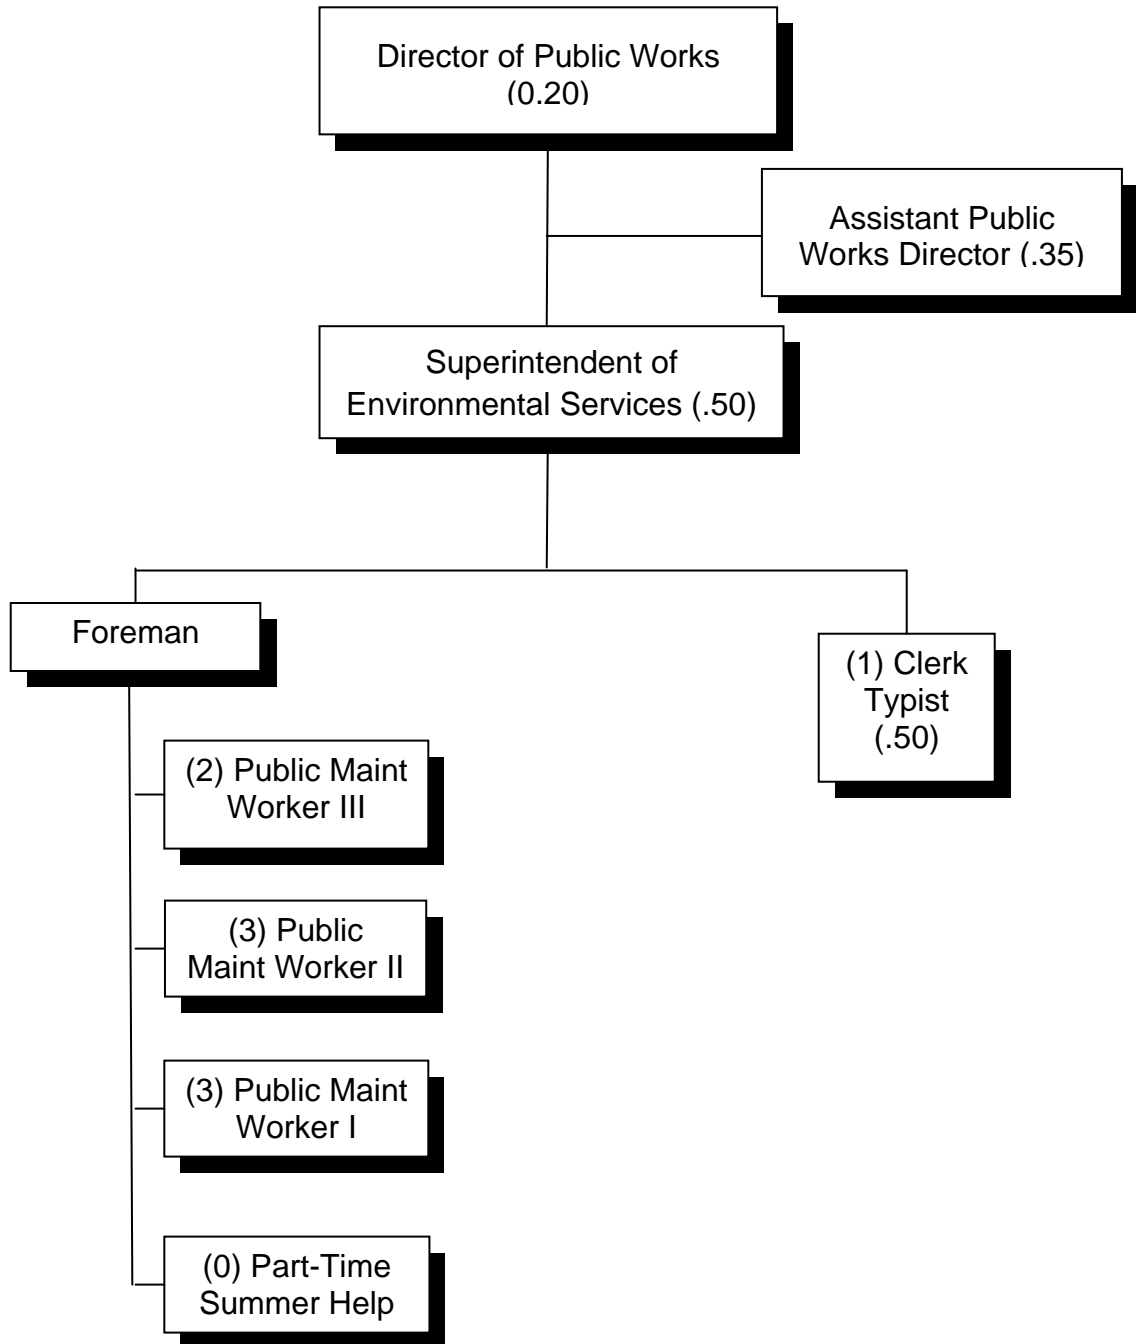 Director of Public Works
(0.20)
Assistant Public
Works Director (.35)
Superintendent of
Environmental Services (.50)
Foreman
(1) Clerk
Typist
(.50)
(2) Public Maint
Worker III
(3) Public
Maint Worker II
(3) Public Maint
Worker I
(0) Part-Time
Summer Help